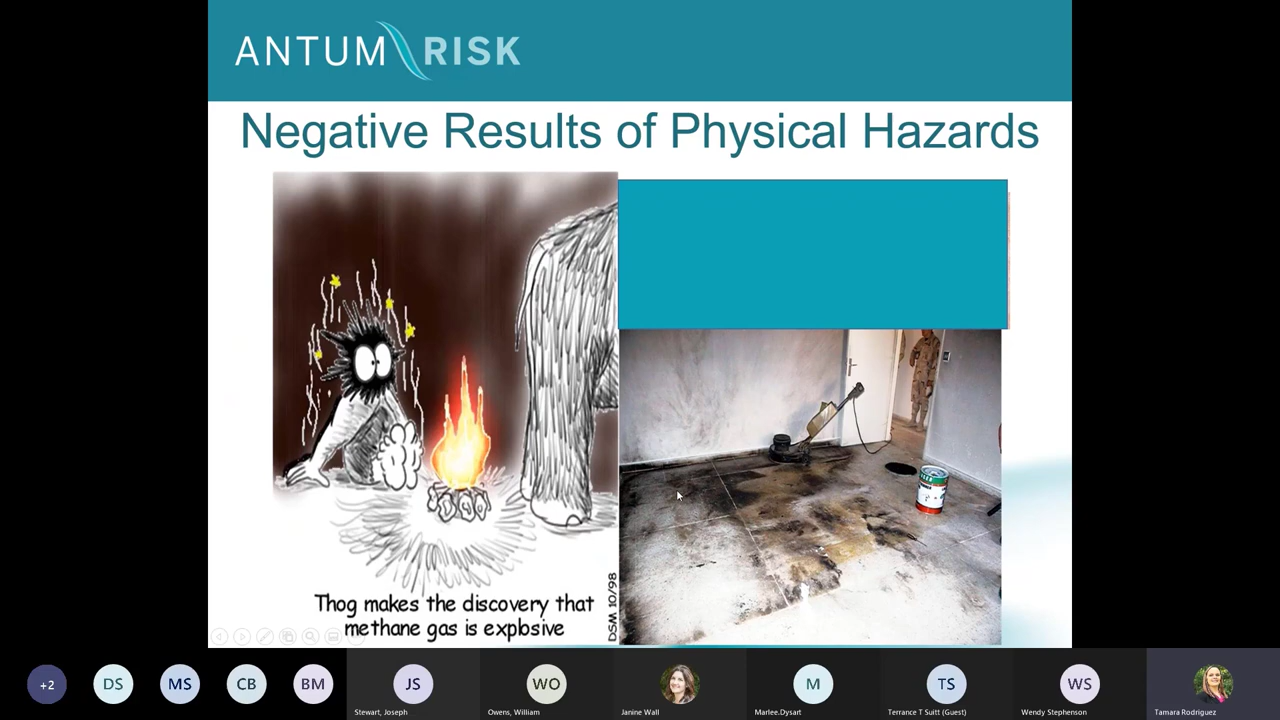 ANTUM RISK
Negative Results of Physical Hazards
Thog makes the discovery that
methane gas is explosive
DSM 10/98
+2
DS
MS
CB
BM
JS
Stewart, Joseph
WO
Owens, William
Janine Wall
M
Marlee.Dysart
TS
Terrance T Suitt (Guest)
WS
Wendy Stephenson
Tamara Rodriguez